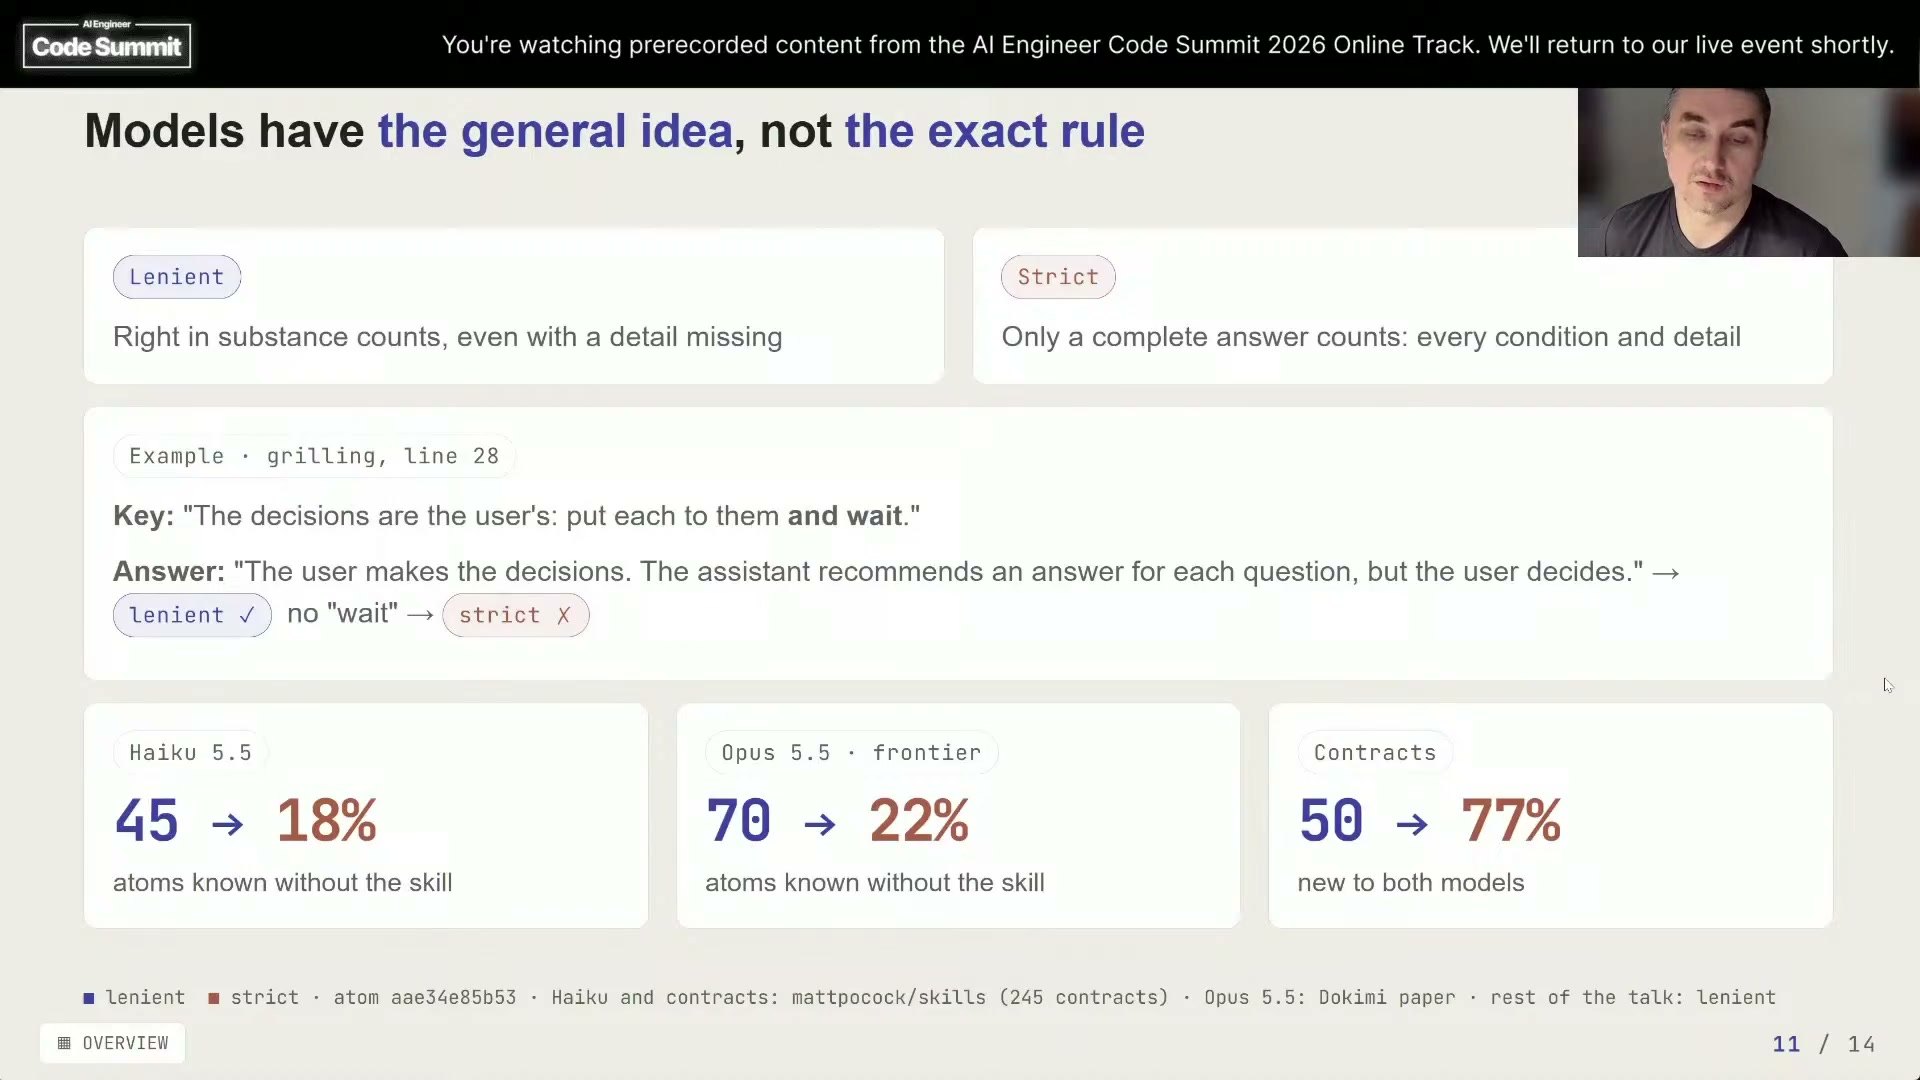 AI Engineer
Code Summit
You're watching prerecorded content from the AI Engineer Code Summit 2026 Online Track. We'll return to our live event shortly.
Models have the general idea, not the exact rule
Lenient
Right in substance counts, even with a detail missing
Strict
Only a complete answer counts: every condition and detail
Example · grilling, line 28
Key: "The decisions are the user's: put each to them and wait."
Answer: "The user makes the decisions. The assistant recommends an answer for each question, but the user decides." →
lenient ✓ no "wait" → strict ✗
Haiku 5.5
45 → 18%
atoms known without the skill
Opus 5.5 · frontier
70 → 22%
atoms known without the skill
Contracts
50 → 77%
new to both models
■ lenient ■ strict · atom aae34e85b53 · Haiku and contracts: mattpocock/skills (245 contracts) · Opus 5.5: Dokimi paper · rest of the talk: lenient
▦ OVERVIEW
11 / 14